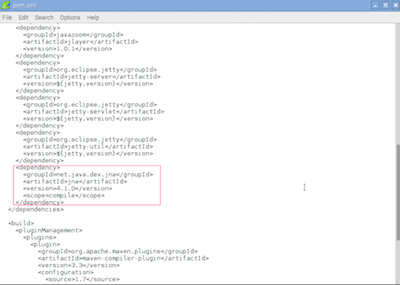 pom.xml
File Edit Search Options Help
<dependency>
<groupId>javazoom</groupId>
<artifactId>jlayer</artifactId>
<version>1.0.1</version>
</dependency>
<dependency>
<groupId>org.eclipse.jetty</groupId>
<artifactId>jetty-server</artifactId>
<version>${jetty.version}</version>
</dependency>
<dependency>
<groupId>org.eclipse.jetty</groupId>
<artifactId>jetty-servlet</artifactId>
<version>${jetty.version}</version>
</dependency>
<dependency>
<groupId>org.eclipse.jetty</groupId>
<artifactId>jetty-util</artifactId>
<version>${jetty.version}</version>
</dependency>
<dependency>
<groupId>net.java.dev.jna</groupId>
<artifactId>jna</artifactId>
<version>4.1.0</version>
<scope>compile</scope>
</dependency>
</dependencies>
<build>
<pluginManagement>
<plugins>
<plugin>
<groupId>org.apache.maven.plugins</groupId>
<artifactId>maven-compiler-plugin</artifactId>
<version>3.3</version>
<configuration>
<source>1.7</source>